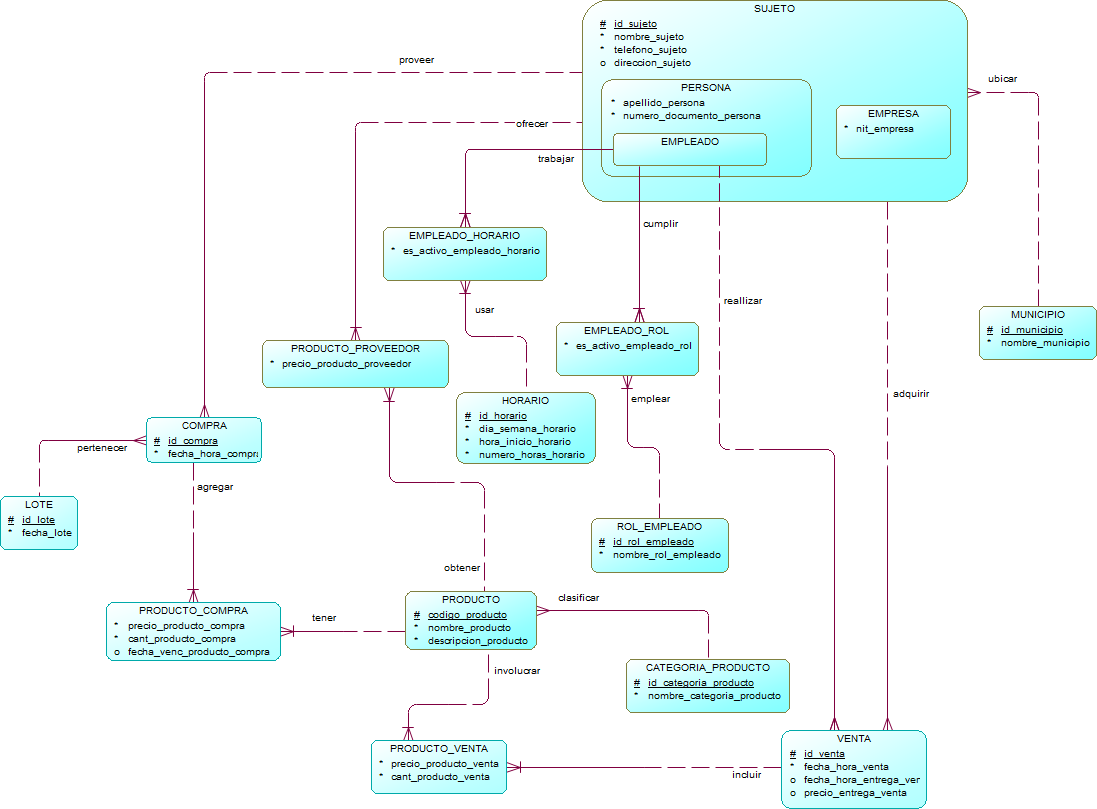 SUJETO
# id_sujeto
* nombre_sujeto
* telefono_sujeto
o direccion_sujeto
PERSONA
* apellido_persona
* numero_documento_persona
EMPLEADO
EMPRESA
* nit_empresa
proveer
ofrecer
trabajar
ubicar
cumplir
reallizar
adquirir
EMPLEADO_HORARIO
* es_activo_empleado_horario
usar
MUNICIPIO
# id_municipio
* nombre_municipio
EMPLEADO_ROL
* es_activo_empleado_rol
emplear
PRODUCTO_PROVEEDOR
* precio_producto_proveedor
HORARIO
# id_horario
* dia_semana_horario
* hora_inicio_horario
* numero_horas_horario
COMPRA
# id_compra
* fecha_hora_compra
pertenecer
agregar
LOTE
# id_lote
* fecha_lote
ROL_EMPLEADO
# id_rol_empleado
* nombre_rol_empleado
obtener
PRODUCTO_COMPRA
* precio_producto_compra
* cant_producto_compra
o fecha_venc_producto_compra
tener
PRODUCTO
# codigo_producto
* nombre_producto
* descripcion_producto
clasificar
CATEGORIA_PRODUCTO
# id_categoria_producto
* nombre_categoria_producto
involucrar
PRODUCTO_VENTA
* precio_producto_venta
* cant_producto_venta
incluir
VENTA
# id_venta
* fecha_hora_venta
o fecha_hora_entrega_ver
o precio_entrega_venta